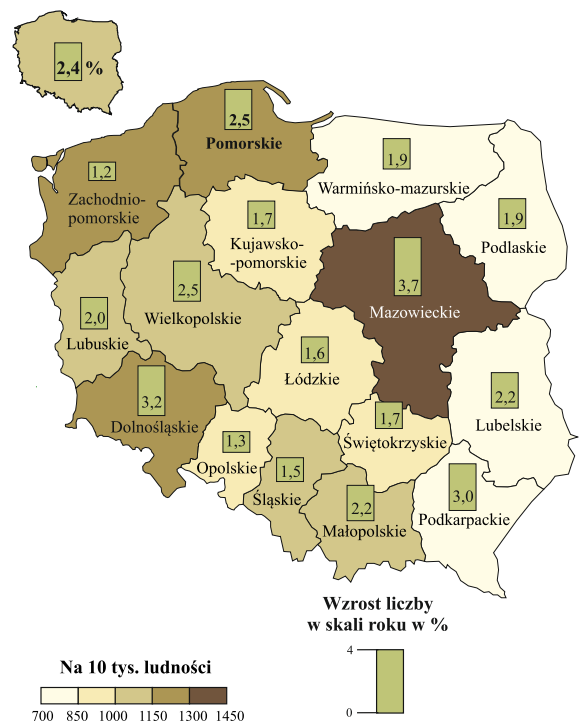 2,4 %
2,5
Pomorskie
1,2
Zachodnio-
pomorskie
1,9
Warmińsko-mazurskie
1,9
Podlaskie
1,7
Kujawsko-
-pomorskie
3,7
Mazowieckie
2,5
Wielkopolskie
2,0
Lubuskie
1,6
Łódzkie
3,2
Dolnośląskie
2,2
Lubelskie
1,7
Świętokrzyskie
1,3
Opolskie
1,5
Śląskie
2,2
Małopolskie
3,0
Podkarpackie
Wzrost liczby
w skali roku w %
4
0
Na 10 tys. ludności
700 850 1000 1150 1300 1450